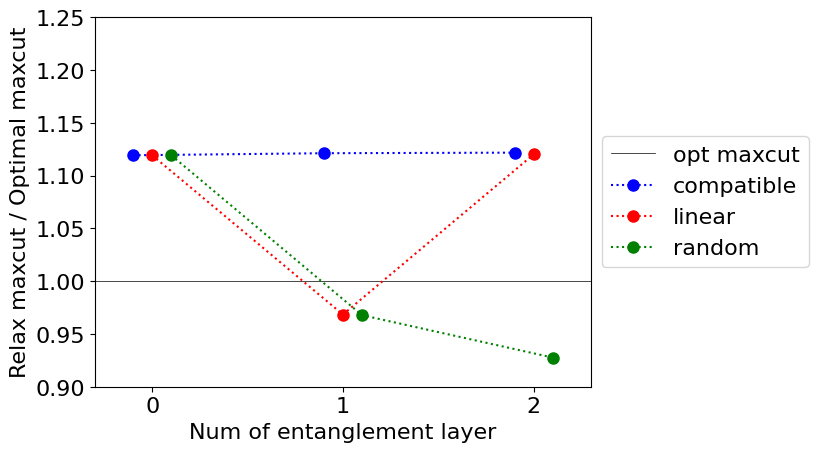 Relax maxcut / Optimal maxcut
1.25
1.20
1.15
1.10
1.05
1.00
0.95
0.90
0 1 2
Num of entanglement layer
opt maxcut
compatible
linear
random